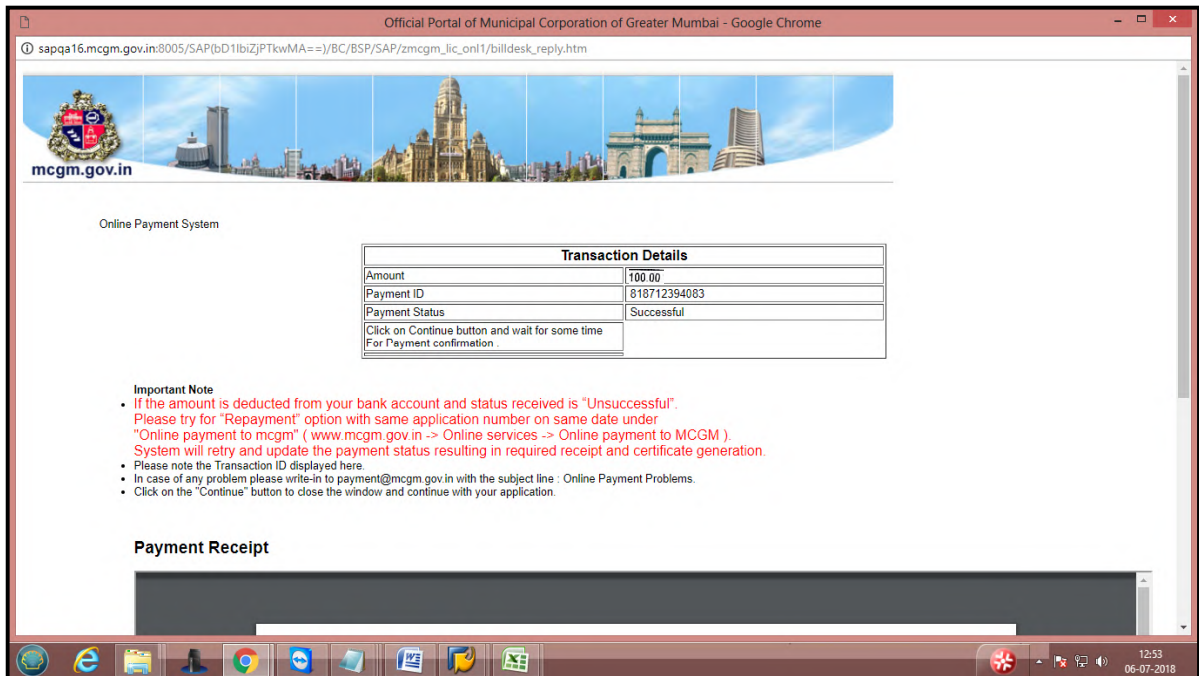 Official Portal of Municipal Corporation of Greater Mumbai - Google Chrome
sapqa16.mcgm.gov.in:8005/SAP(bD1lbiZjPTkwMA==)/BC/BSP/SAP/zmcgm_lic_onl1/billdesk_reply.htm
mcgm.gov.in
Online Payment System
Transaction Details
Amount 100.00
Payment ID 818712394083
Payment Status Successful
Click on Continue button and wait for some time
For Payment confirmation .
Important Note
• If the amount is deducted from your bank account and status received is “Unsuccessful”.
Please try for “Repayment” option with same application number on same date under
"Online payment to mcgm" ( www.mcgm.gov.in -> Online services -> Online payment to MCGM ).
System will retry and update the payment status resulting in required receipt and certificate generation.
• Please note the Transaction ID displayed here.
• In case of any problem please write-in to payment@mcgm.gov.in with the subject line : Online Payment Problems.
• Click on the "Continue" button to close the window and continue with your application.
Payment Receipt
12:53
06-07-2018